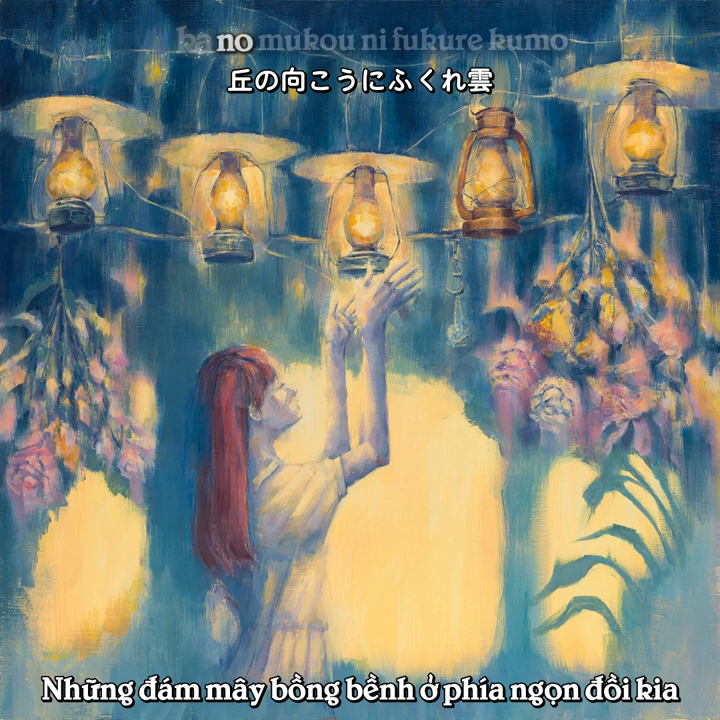 ka no mukou ni fukure kumo
丘の向こうにふくれ雲
Những đám mây bồng bềnh ở phía ngọn đồi kia